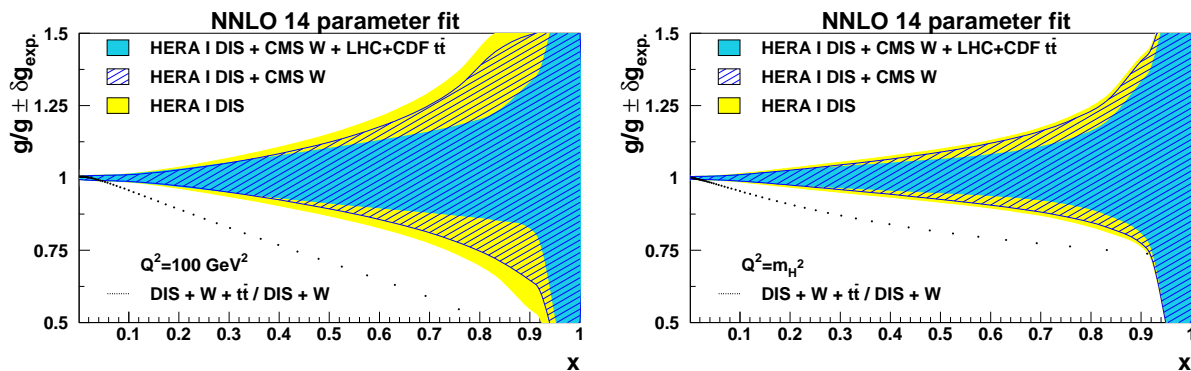 NNLO 14 parameter fit
g/g ± δg_exp.
1.5
1.25
1
0.75
0.5
HERA I DIS + CMS W + LHC+CDF tt̄
HERA I DIS + CMS W
HERA I DIS
Q²=100 GeV²
DIS + W + tt̄ / DIS + W
0.1 0.2 0.3 0.4 0.5 0.6 0.7 0.8 0.9 1
x
NNLO 14 parameter fit
g/g ± δg_exp.
1.5
1.25
1
0.75
0.5
HERA I DIS + CMS W + LHC+CDF tt̄
HERA I DIS + CMS W
HERA I DIS
Q²=m_H²
DIS + W + tt̄ / DIS + W
0.1 0.2 0.3 0.4 0.5 0.6 0.7 0.8 0.9 1
x